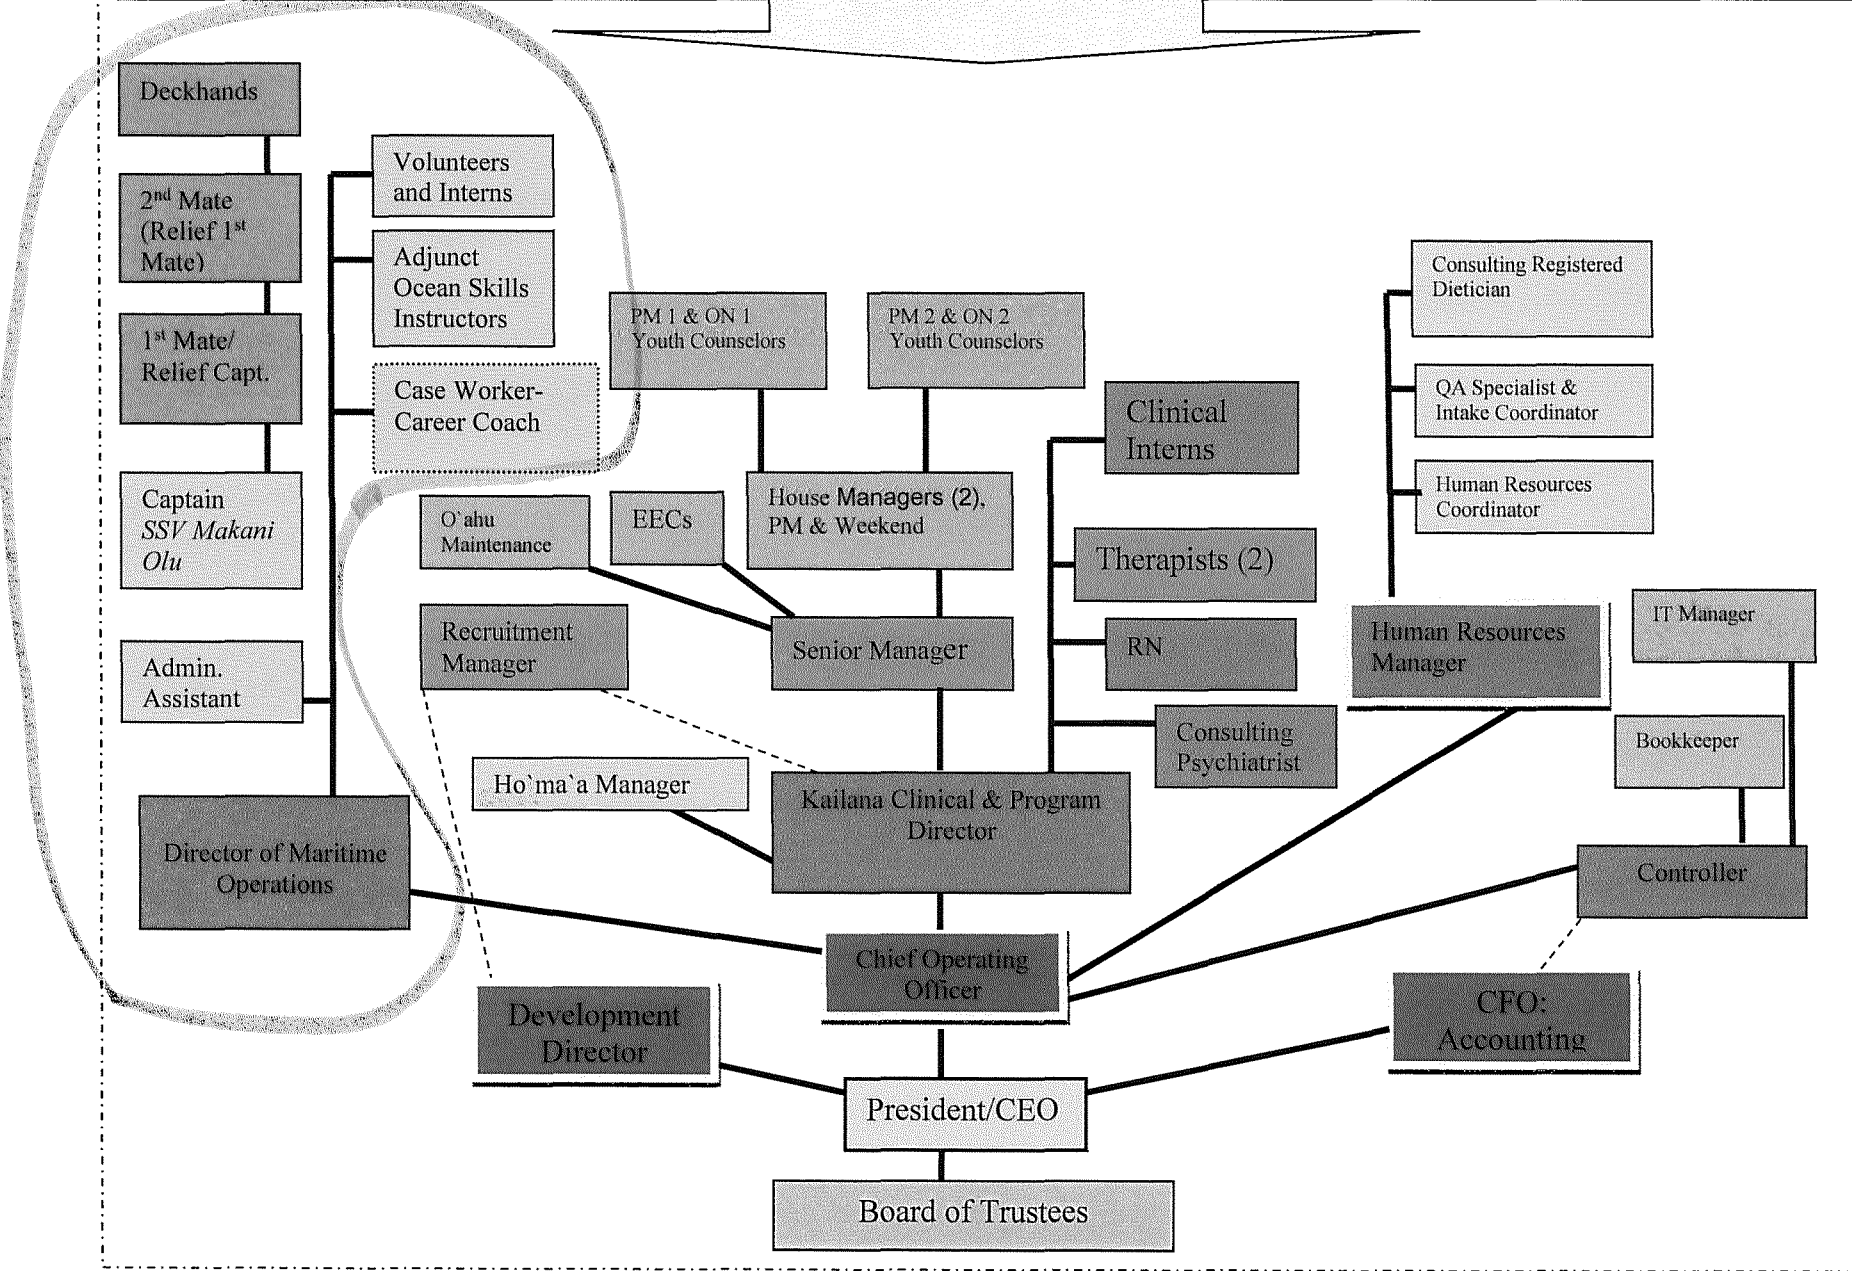 Deckhands
2nd Mate
(Relief 1st
Mate)
1st Mate/
Relief Capt.
Captain
SSV Makani
Olu
Admin.
Assistant
Director of Maritime
Operations
Volunteers
and Interns
Adjunct
Ocean Skills
Instructors
Case Worker-
Career Coach
PM 1 & ON 1
Youth Counselors
PM 2 & ON 2
Youth Counselors
O`ahu
Maintenance
EECs
House Managers (2),
PM & Weekend
Recruitment
Manager
Senior Manager
Ho`ma`a Manager
Kailana Clinical & Program
Director
Clinical
Interns
Therapists (2)
RN
Consulting
Psychiatrist
Consulting Registered
Dietician
QA Specialist &
Intake Coordinator
Human Resources
Coordinator
Human Resources
Manager
IT Manager
Bookkeeper
Controller
Chief Operating
Officer
Development
Director
CFO:
Accounting
President/CEO
Board of Trustees